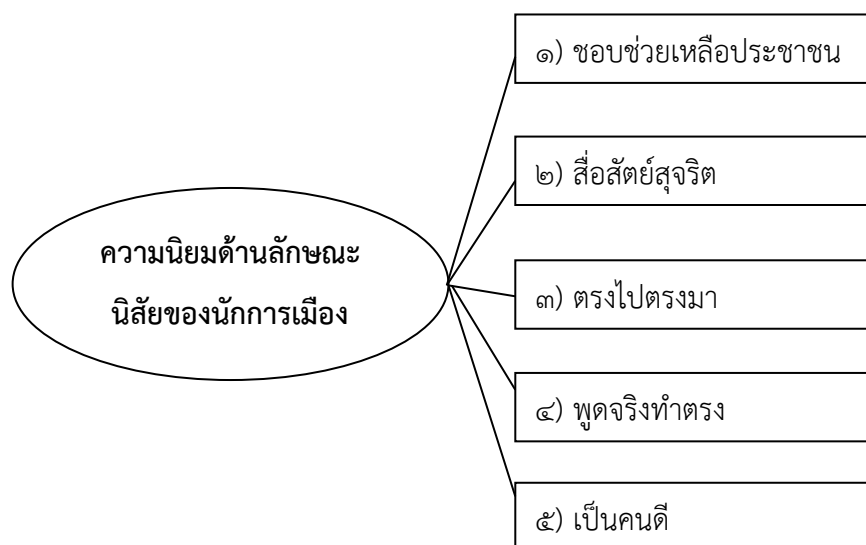 ๑) ชอบช่วยเหลือประชาชน
๒) สื่อสัตย์สุจริต
ความนิยมด้านลักษณะ
นิสัยของนักการเมือง
๓) ตรงไปตรงมา
๔) พูดจริงทำตรง
๕) เป็นคนดี